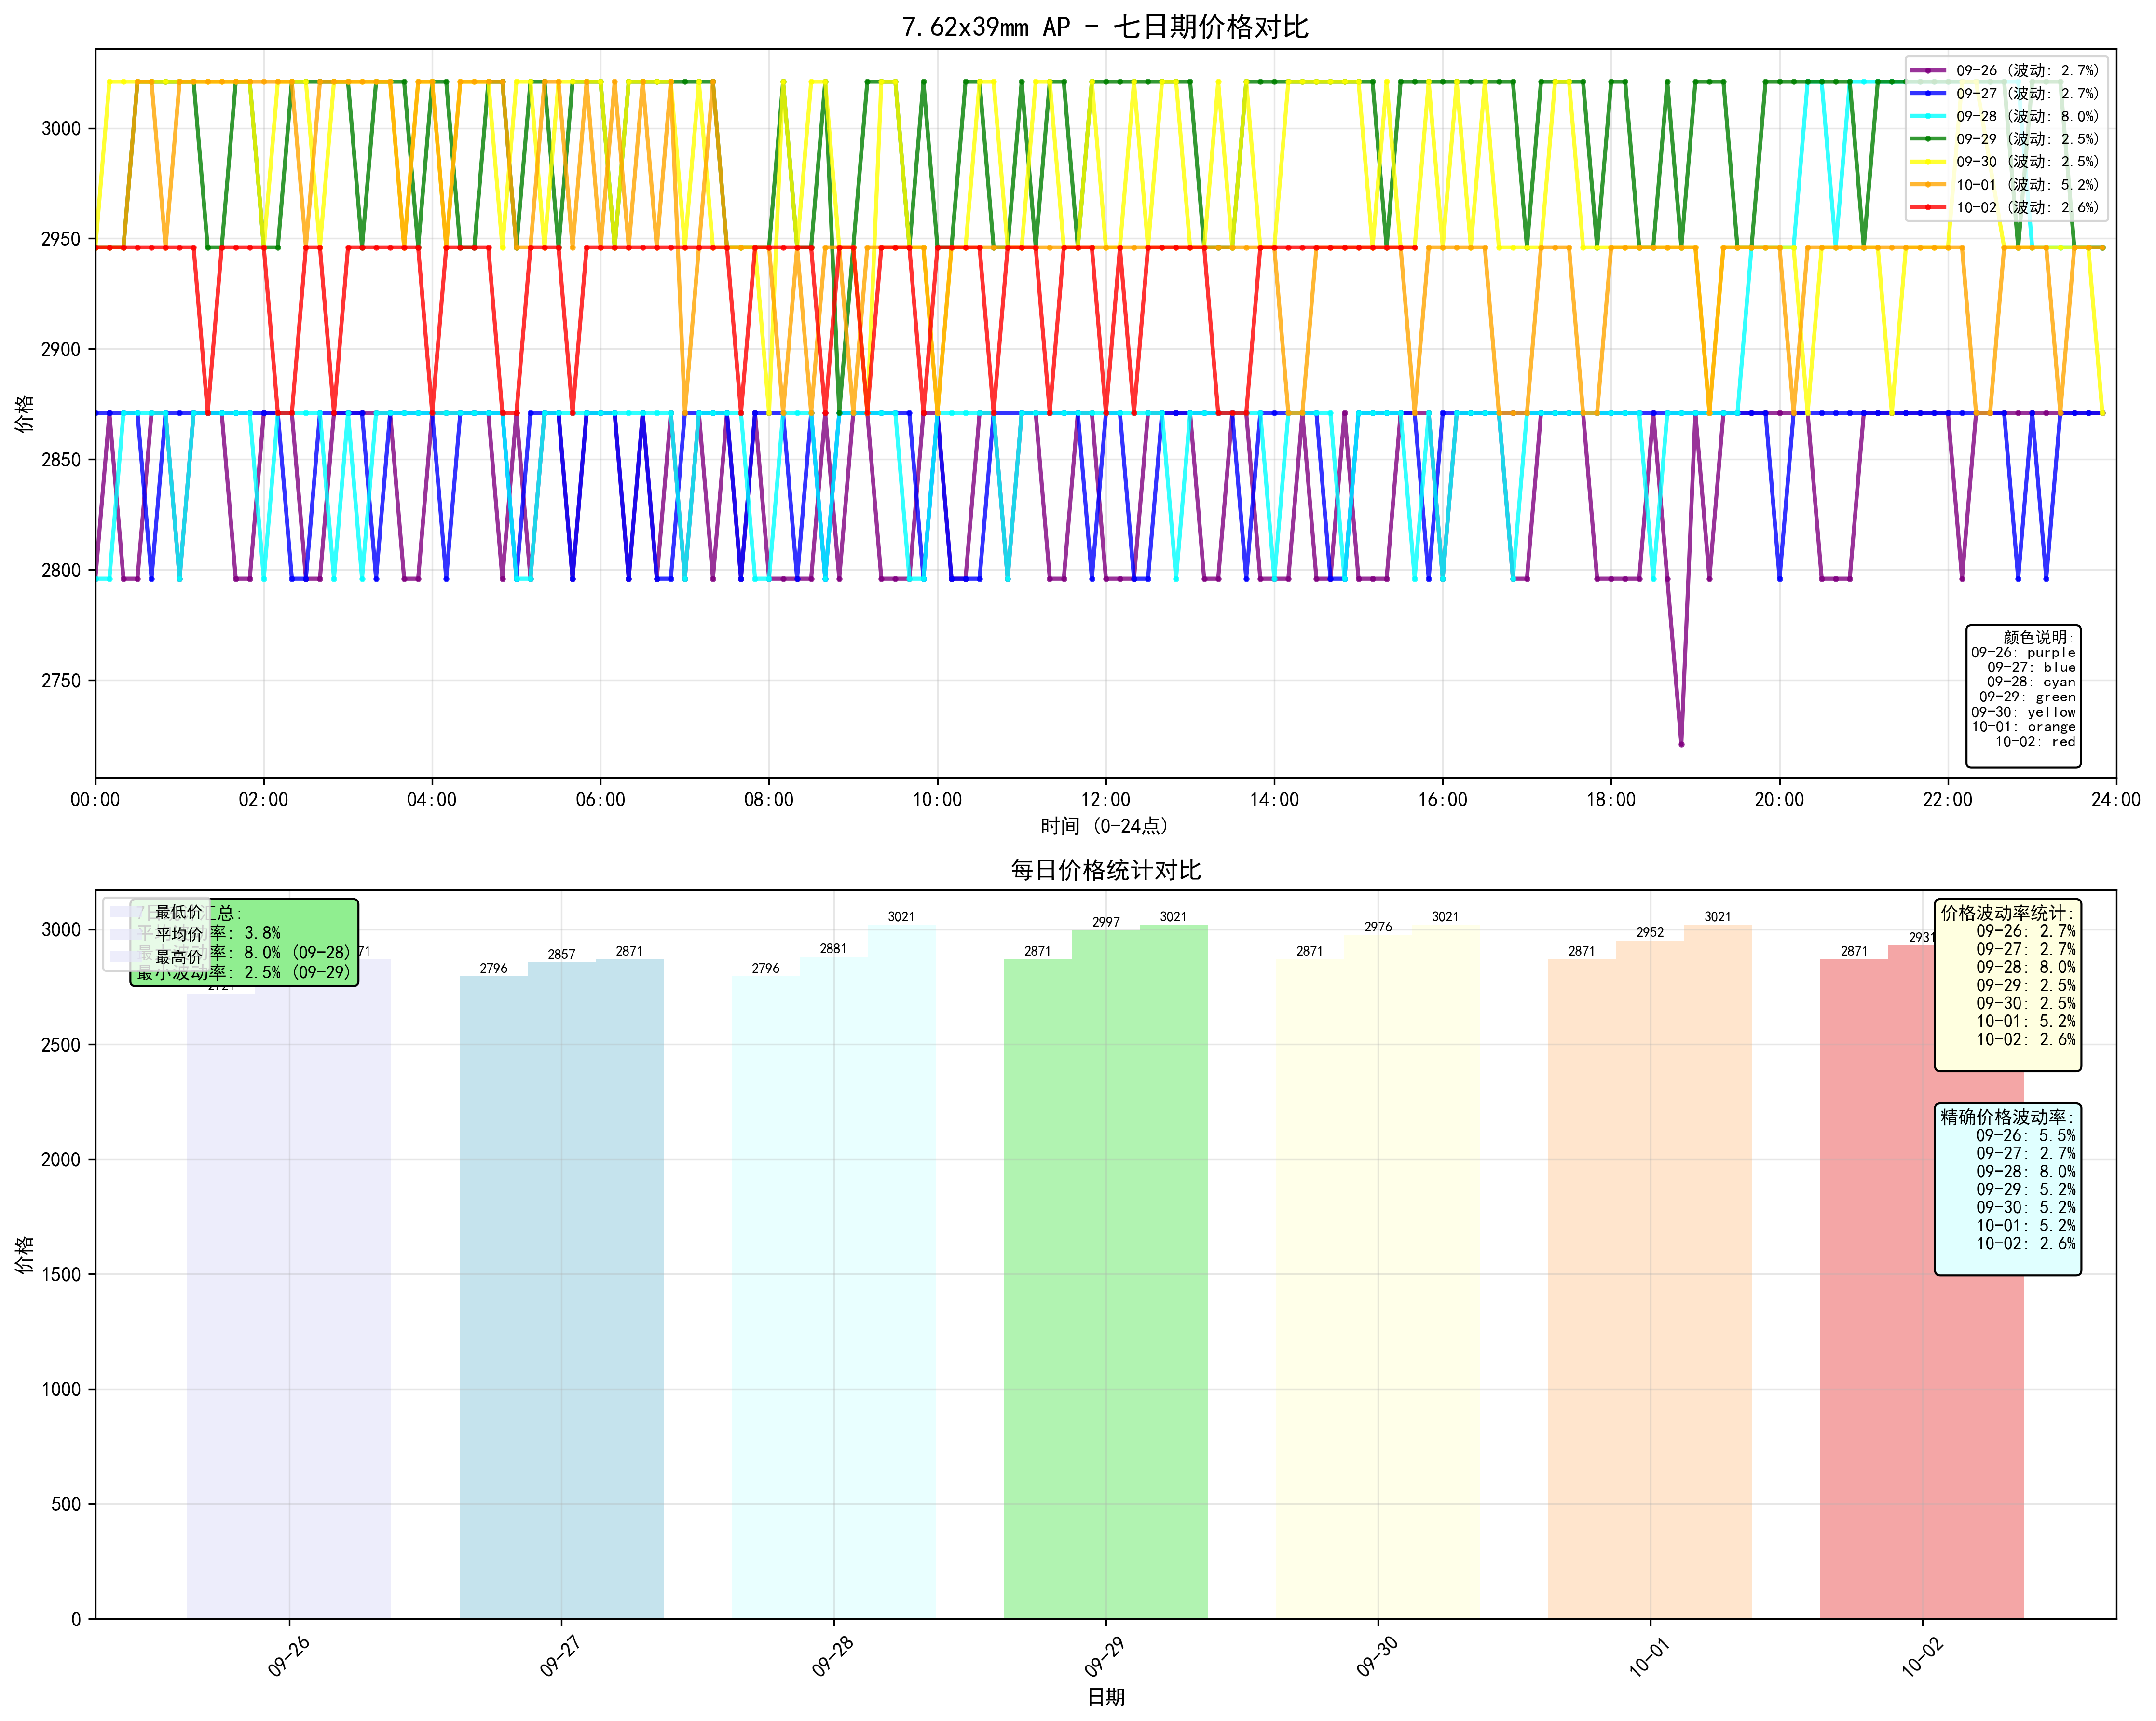 7.62x39mm AP - 七日期价格对比
价格
3000
2950
2900
2850
2800
2750
09-26 (波动: 2.7%)
09-27 (波动: 2.7%)
09-28 (波动: 8.0%)
09-29 (波动: 2.5%)
09-30 (波动: 2.5%)
10-01 (波动: 5.2%)
10-02 (波动: 2.6%)
颜色说明:
09-26: purple
09-27: blue
09-28: cyan
09-29: green
09-30: yellow
10-01: orange
10-02: red
00:00 02:00 04:00 06:00 08:00 10:00 12:00 14:00 16:00 18:00 20:00 22:00 24:00
时间 (0-24点)
每日价格统计对比
价格
3000
2500
2000
1500
1000
500
0
最低价
平均价
最高价
汇总:
率: 3.8%
率: 8.0% (09-28)
最小波动率: 2.5% (09-29)
71
2796 2857 2871
2796 2881 3021
2871 2997 3021
2871 2976 3021
2871 2952 3021
2871 2931
价格波动率统计:
09-26: 2.7%
09-27: 2.7%
09-28: 8.0%
09-29: 2.5%
09-30: 2.5%
10-01: 5.2%
10-02: 2.6%
精确价格波动率:
09-26: 5.5%
09-27: 2.7%
09-28: 8.0%
09-29: 5.2%
09-30: 5.2%
10-01: 5.2%
10-02: 2.6%
09-26 09-27 09-28 09-29 09-30 10-01 10-02
日期